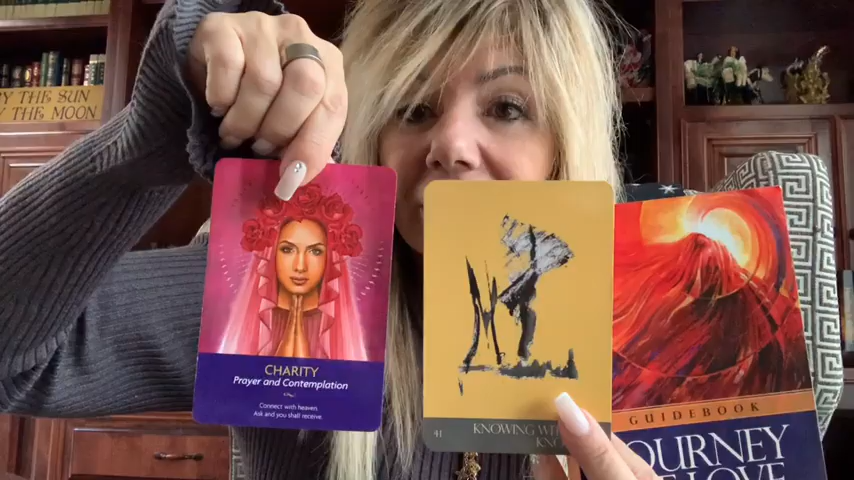 Y THE SUN
Y THE MOON
CHARITY
Prayer and Contemplation
Connect with heaven.
Ask and you shall receive.
41
KNOWING
GUIDEBOOK
OURNEY